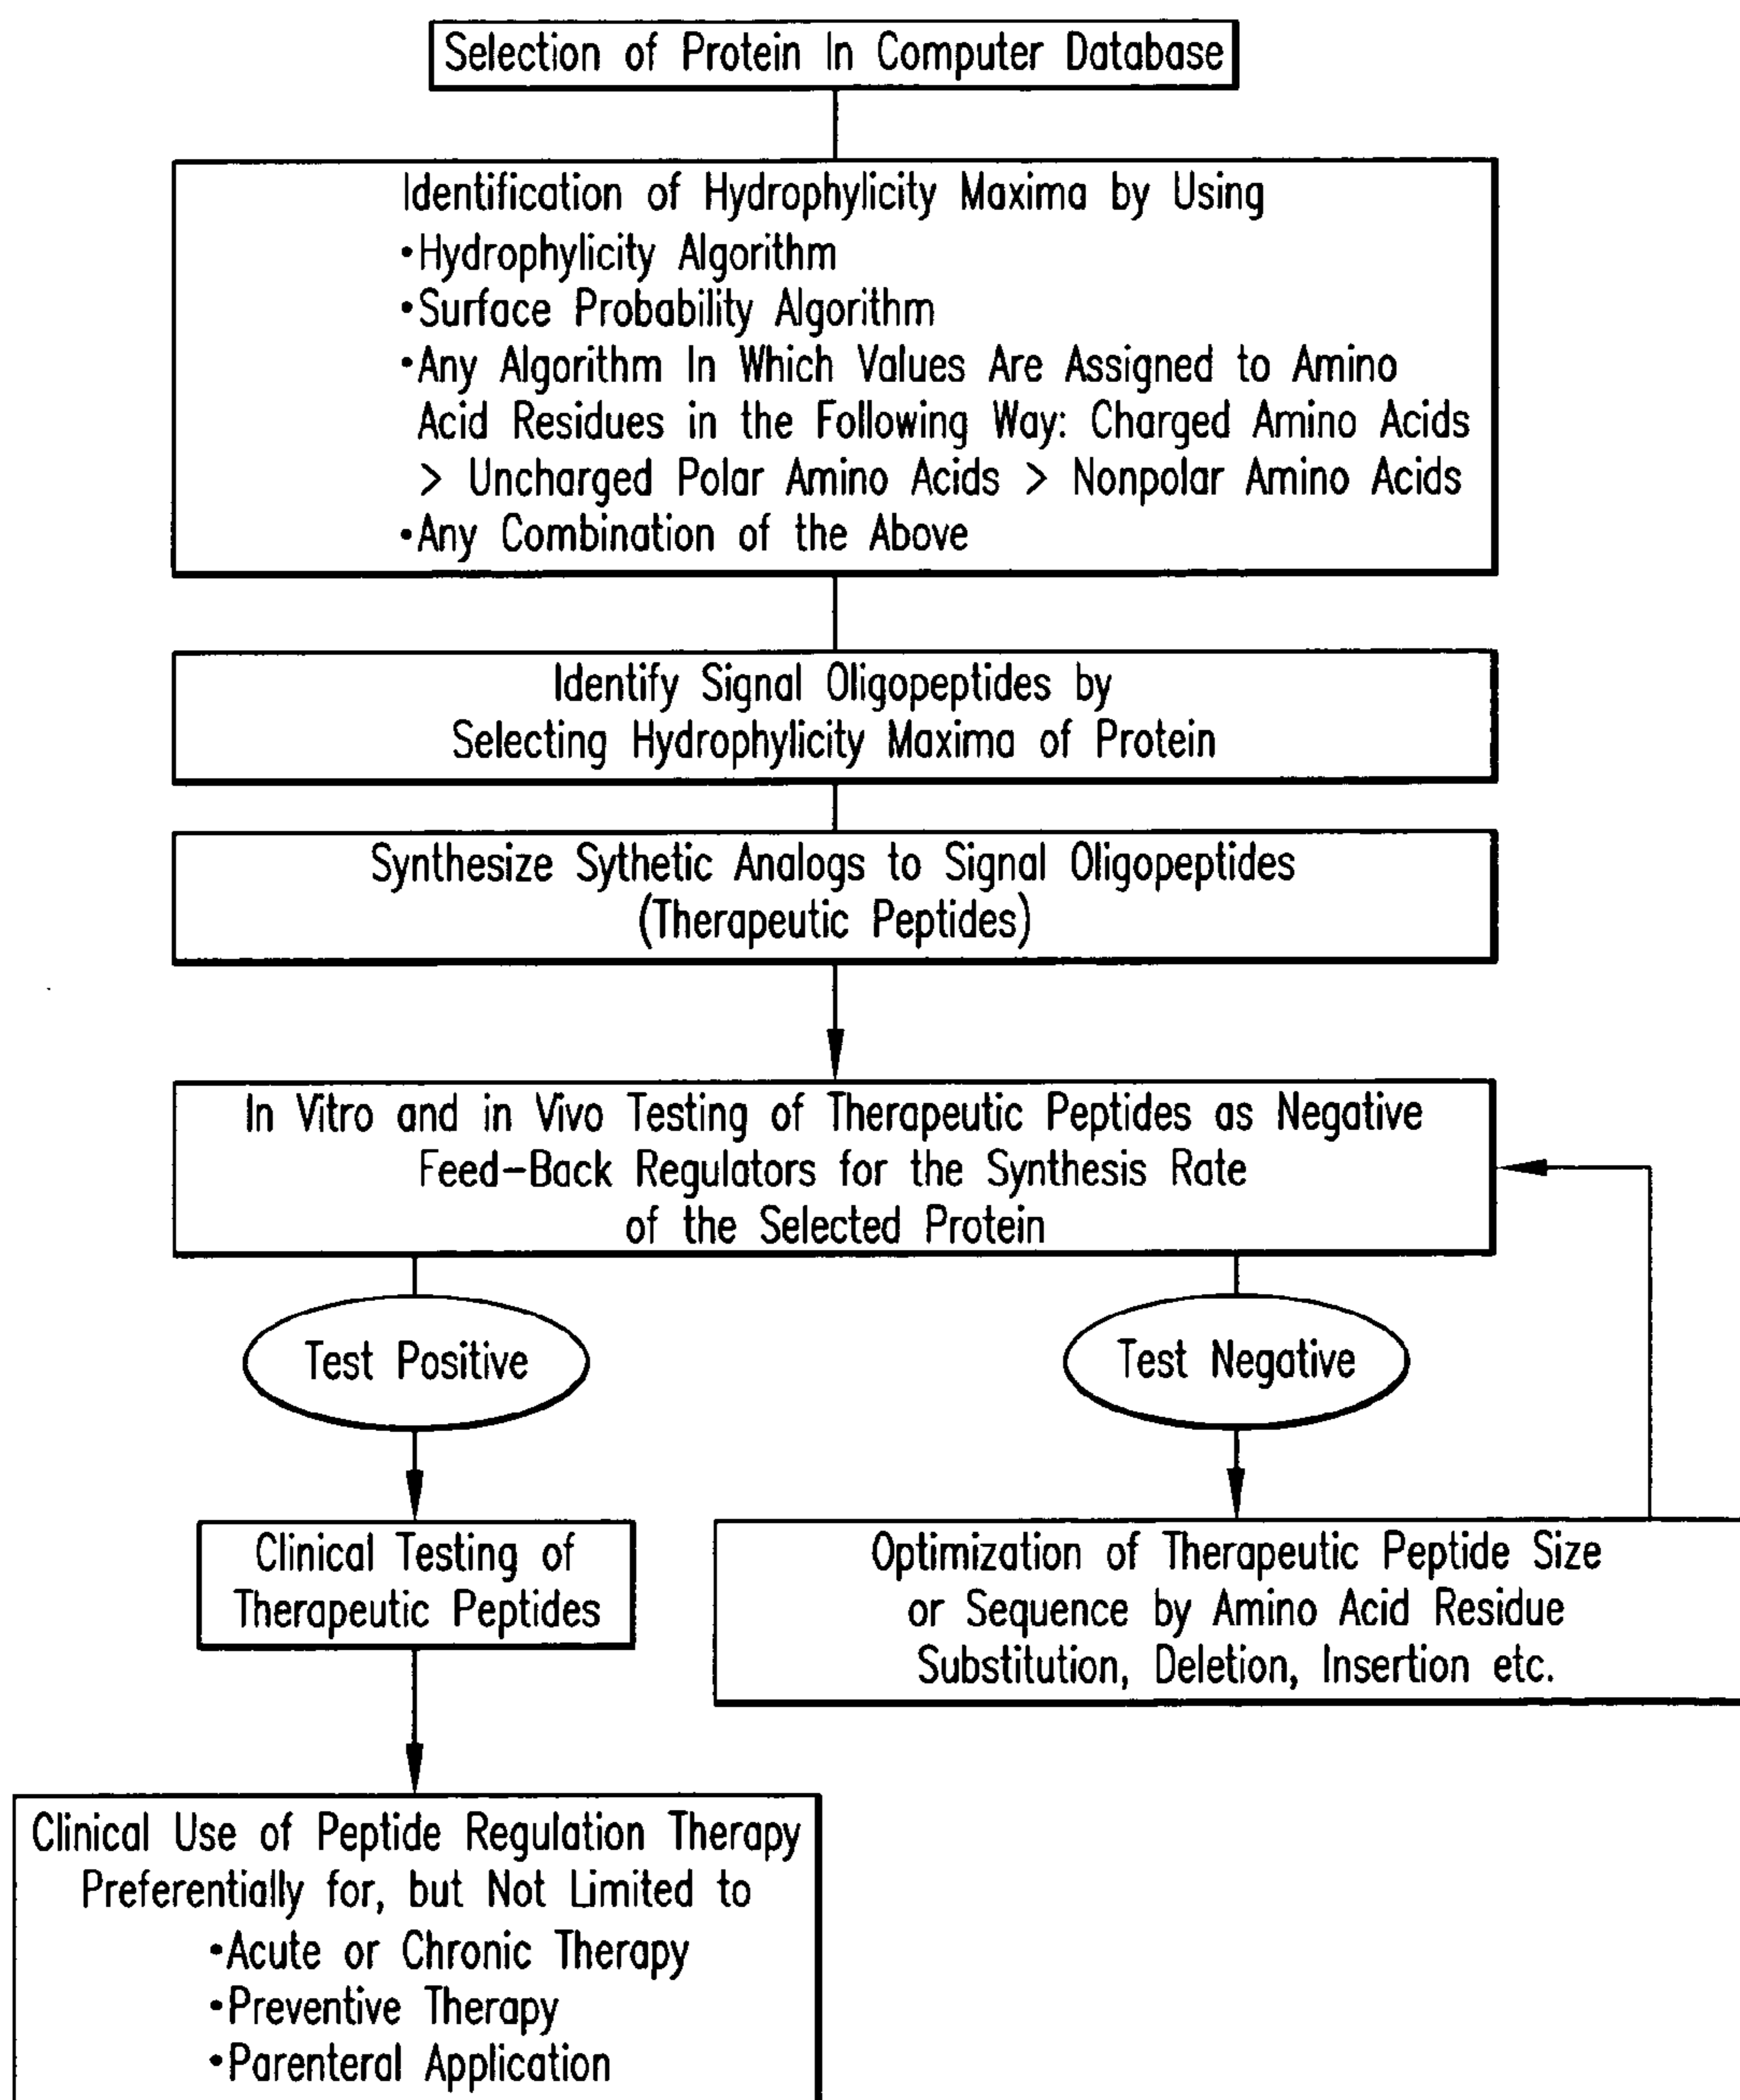 Selection of Protein In Computer Database
Identification of Hydrophylicity Maxima by Using
•Hydrophylicity Algorithm
•Surface Probability Algorithm
•Any Algorithm In Which Values Are Assigned to Amino
Acid Residues in the Following Way: Charged Amino Acids
> Uncharged Polar Amino Acids > Nonpolar Amino Acids
•Any Combination of the Above
Identify Signal Oligopeptides by
Selecting Hydrophylicity Maxima of Protein
Synthesize Sythetic Analogs to Signal Oligopeptides
(Therapeutic Peptides)
In Vitro and in Vivo Testing of Therapeutic Peptides as Negative
Feed-Back Regulators for the Synthesis Rate
of the Selected Protein
Test Positive
Test Negative
Clinical Testing of
Therapeutic Peptides
Optimization of Therapeutic Peptide Size
or Sequence by Amino Acid Residue
Substitution, Deletion, Insertion etc.
Clinical Use of Peptide Regulation Therapy
Preferentially for, but Not Limited to
•Acute or Chronic Therapy
•Preventive Therapy
•Parenteral Application